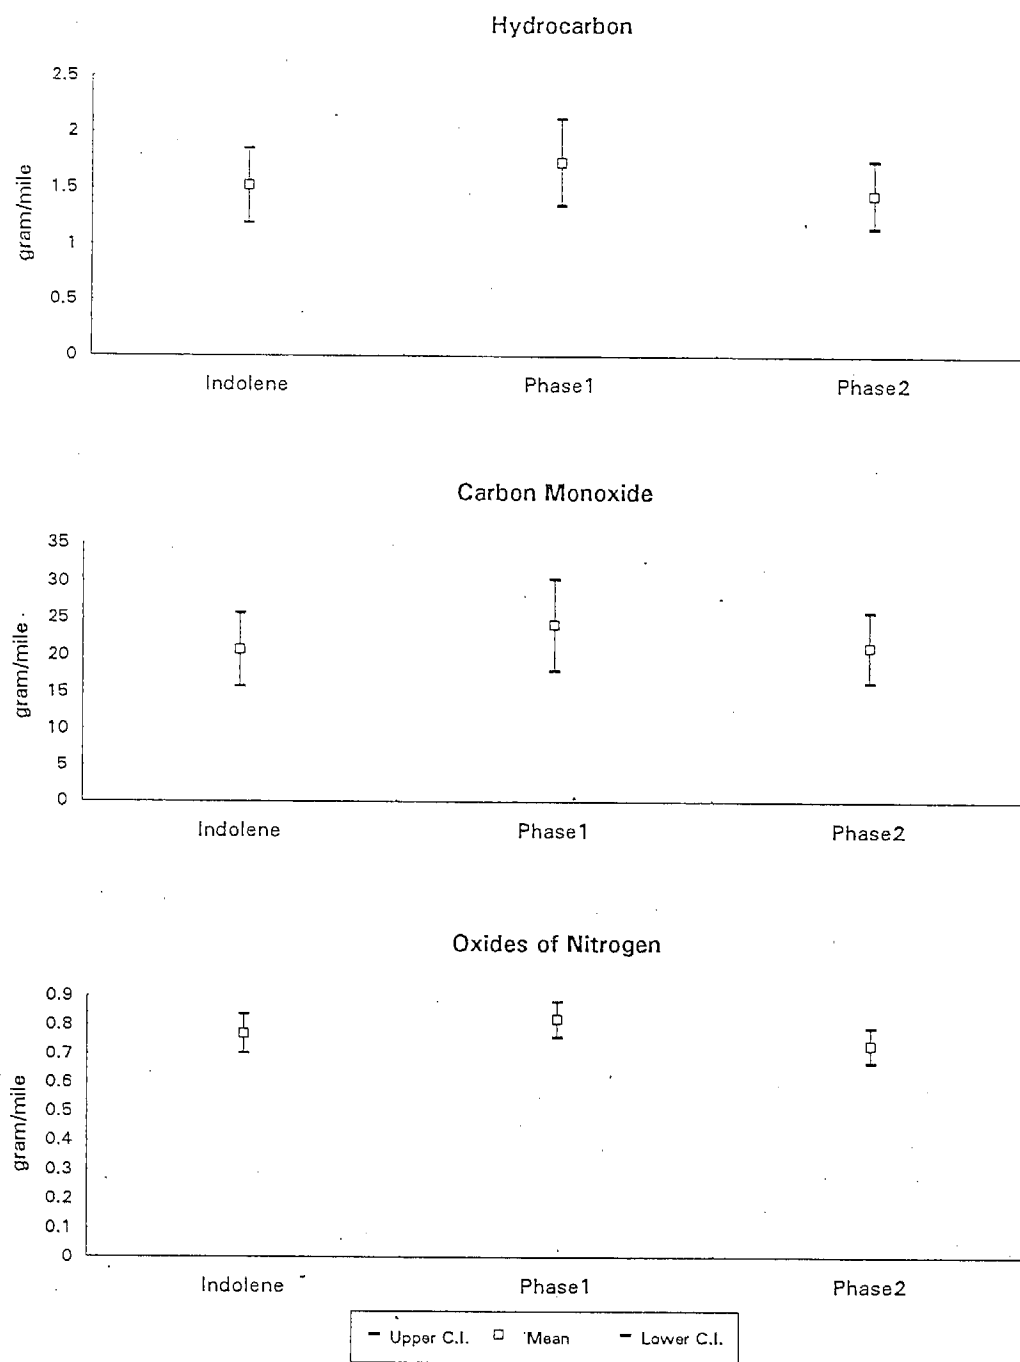 Hydrocarbon
gram/mile
2.5
2
1.5
1
0.5
0
Indolene Phase1 Phase2
Carbon Monoxide
gram/mile
35
30
25
20
15
10
5
0
Indolene Phase1 Phase2
Oxides of Nitrogen
gram/mile
0.9
0.8
0.7
0.6
0.5
0.4
0.3
0.2
0.1
0
Indolene Phase1 Phase2
Upper C.I. Mean Lower C.I.